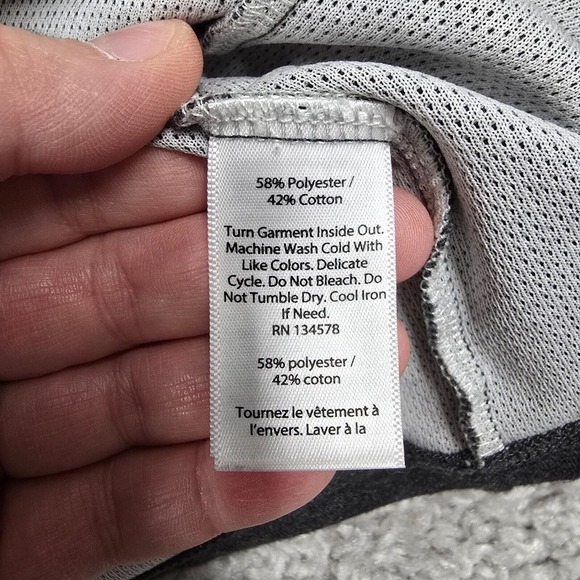 58% Polyester /
42% Cotton
Turn Garment Inside Out.
Machine Wash Cold With
Like Colors. Delicate
Cycle. Do Not Bleach. Do
Not Tumble Dry. Cool Iron
If Need.
RN 134578
58% polyester /
42% coton
Tournez le vêtement à
l'envers. Laver à la